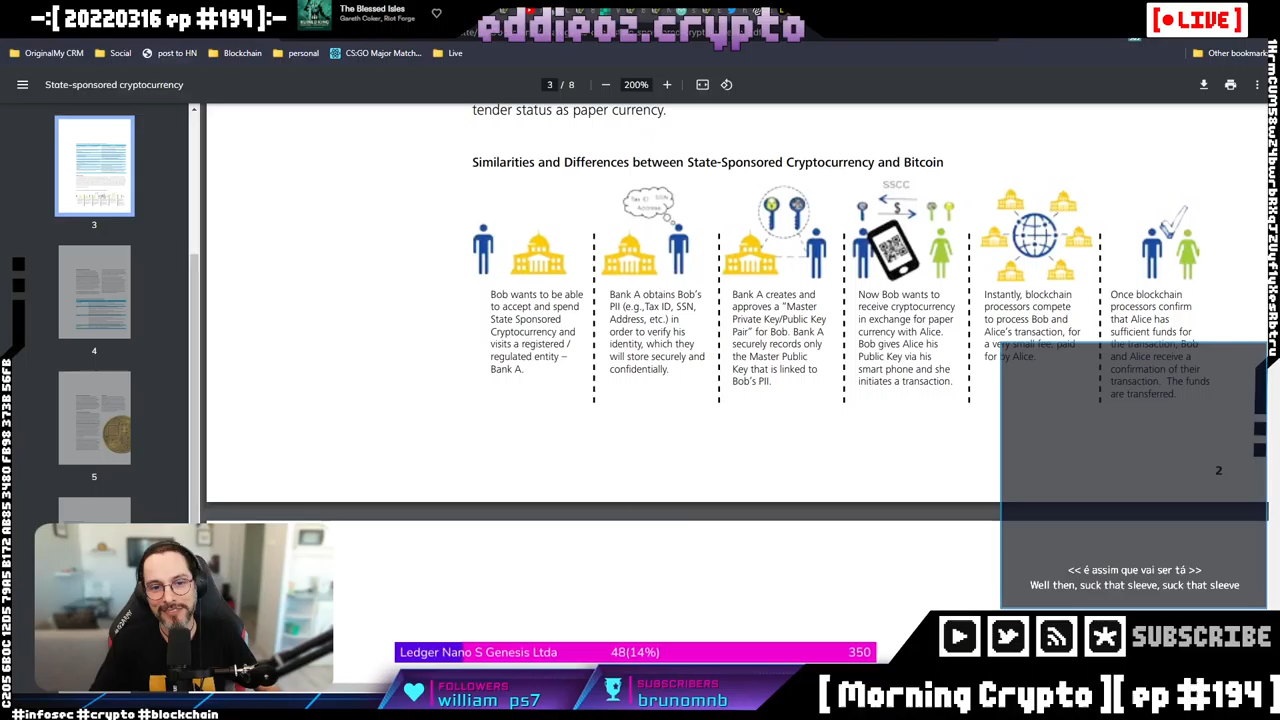 -:[ 20220316 ep #194 ]:-
The Blessed Isles
Gareth Coker, Riot Forge
eddieoz.crypto
[ • LIVE ]
OriginalMy CRM
Social
post to HN
Blockchain
personal
CS:GO Major Match...
Live
Other bookmark
State-sponsored cryptocurrency
3 / 8
200%
tender status as paper currency.
Similarities and Differences between State-Sponsored Cryptocurrency and Bitcoin
Tax ID SSN
Address
SSCC
$
Bob wants to be able
to accept and spend
State Sponsored
Cryptocurrency and
visits a registered /
regulated entity –
Bank A.
Bank A obtains Bob's
PII (e.g.,Tax ID, SSN,
Address, etc.) in
order to verify his
identity, which they
will store securely and
confidentially.
Bank A creates and
approves a "Master
Private Key/Public Key
Pair" for Bob. Bank A
securely records only
the Master Public
Key that is linked to
Bob's PII.
Now Bob wants to
receive cryptocurrency
in exchange for paper
currency with Alice.
Bob gives Alice his
Public Key via his
smart phone and she
initiates a transaction.
Instantly, blockchain
processors compete
to process Bob and
Alice's transaction, for
a very small fee, paid
for by Alice.
Once blockchain
processors confirm
that Alice has
sufficient funds for
the transaction, Bob
and Alice receive a
confirmation of their
transaction. The funds
are transferred.
2
3
4
5
<< é assim que vai ser tá >>
Well then, suck that sleeve, suck that sleeve
Ledger Nano S Genesis Ltda
48(14%)
350
FOLLOWERS
william_ps7
SUBSCRIBERS
brunomnb
SUBSCRIBE
[ Morning Crypto ][ ep #194 ]
infosec #crypto #blockchain